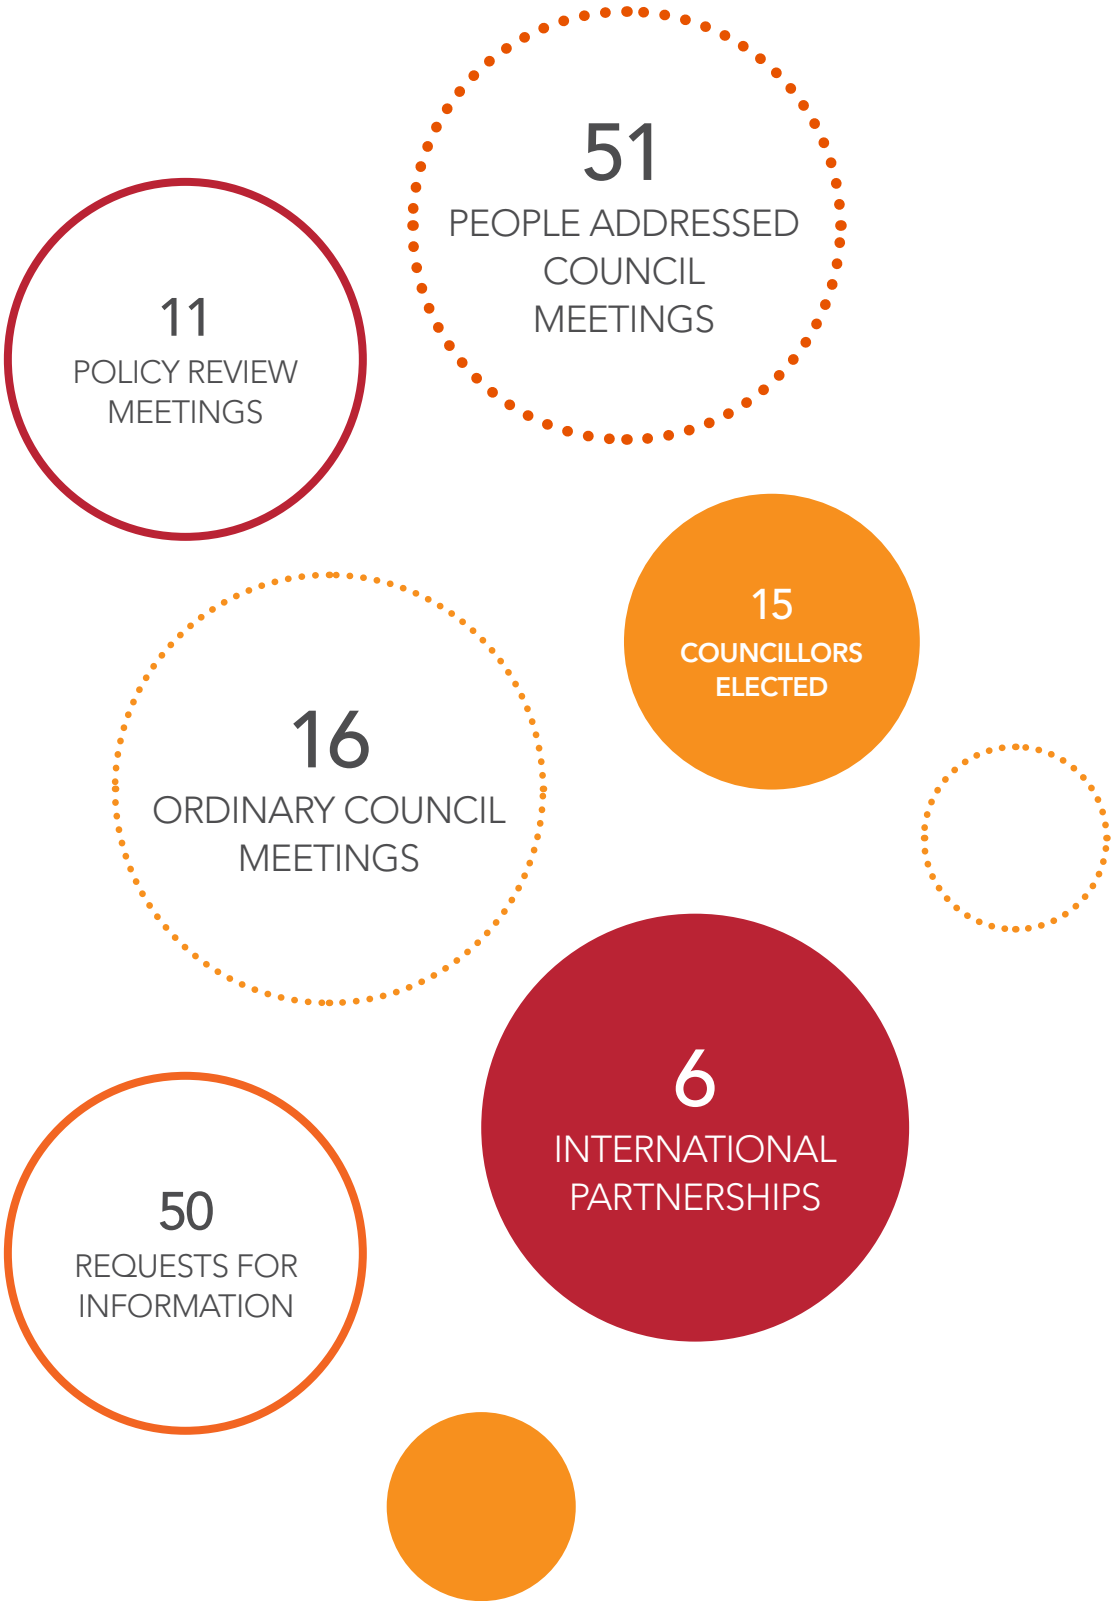 51
PEOPLE ADDRESSED
COUNCIL
MEETINGS
11
POLICY REVIEW
MEETINGS
15
COUNCILLORS
ELECTED
16
ORDINARY COUNCIL
MEETINGS
6
INTERNATIONAL
PARTNERSHIPS
50
REQUESTS FOR
INFORMATION